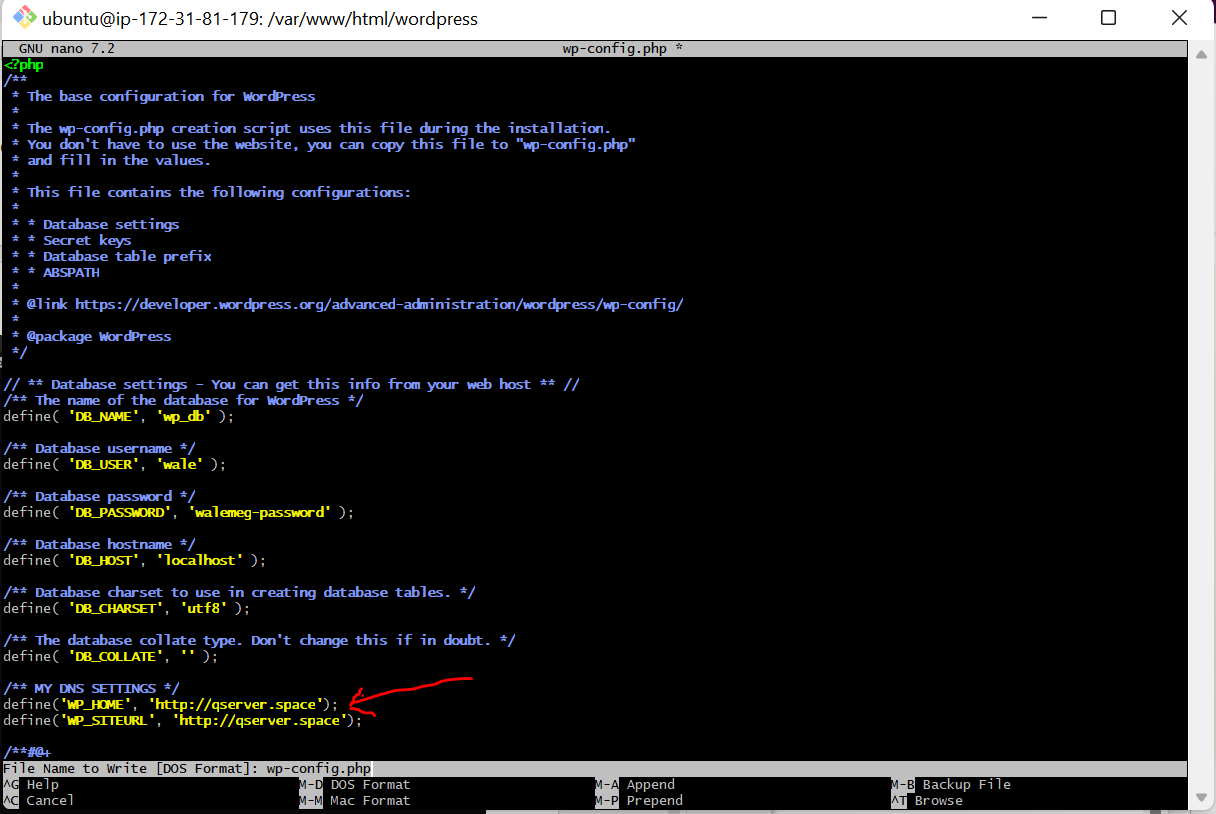 ubuntu@ip-172-31-81-179: /var/www/html/wordpress
GNU nano 7.2 wp-config.php *
<?php
/**
 * The base configuration for WordPress
 *
 * The wp-config.php creation script uses this file during the installation.
 * You don't have to use the website, you can copy this file to "wp-config.php"
 * and fill in the values.
 *
 * This file contains the following configurations:
 *
 * * Database settings
 * * Secret keys
 * * Database table prefix
 * * ABSPATH
 *
 * @link https://developer.wordpress.org/advanced-administration/wordpress/wp-config/
 *
 * @package WordPress
 */
// ** Database settings - You can get this info from your web host ** //
/** The name of the database for WordPress */
define( 'DB_NAME', 'wp_db' );
/** Database username */
define( 'DB_USER', 'wale' );
/** Database password */
define( 'DB_PASSWORD', 'walemeg-password' );
/** Database hostname */
define( 'DB_HOST', 'localhost' );
/** Database charset to use in creating database tables. */
define( 'DB_CHARSET', 'utf8' );
/** The database collate type. Don't change this if in doubt. */
define( 'DB_COLLATE', '' );
/** MY DNS SETTINGS */
define('WP_HOME', 'http://qserver.space');
define('WP_SITEURL', 'http://qserver.space');
/**#@+
File Name to Write [DOS Format]: wp-config.php
^G Help M-D DOS Format M-A Append M-B Backup File
^C Cancel M-M Mac Format M-P Prepend ^T Browse